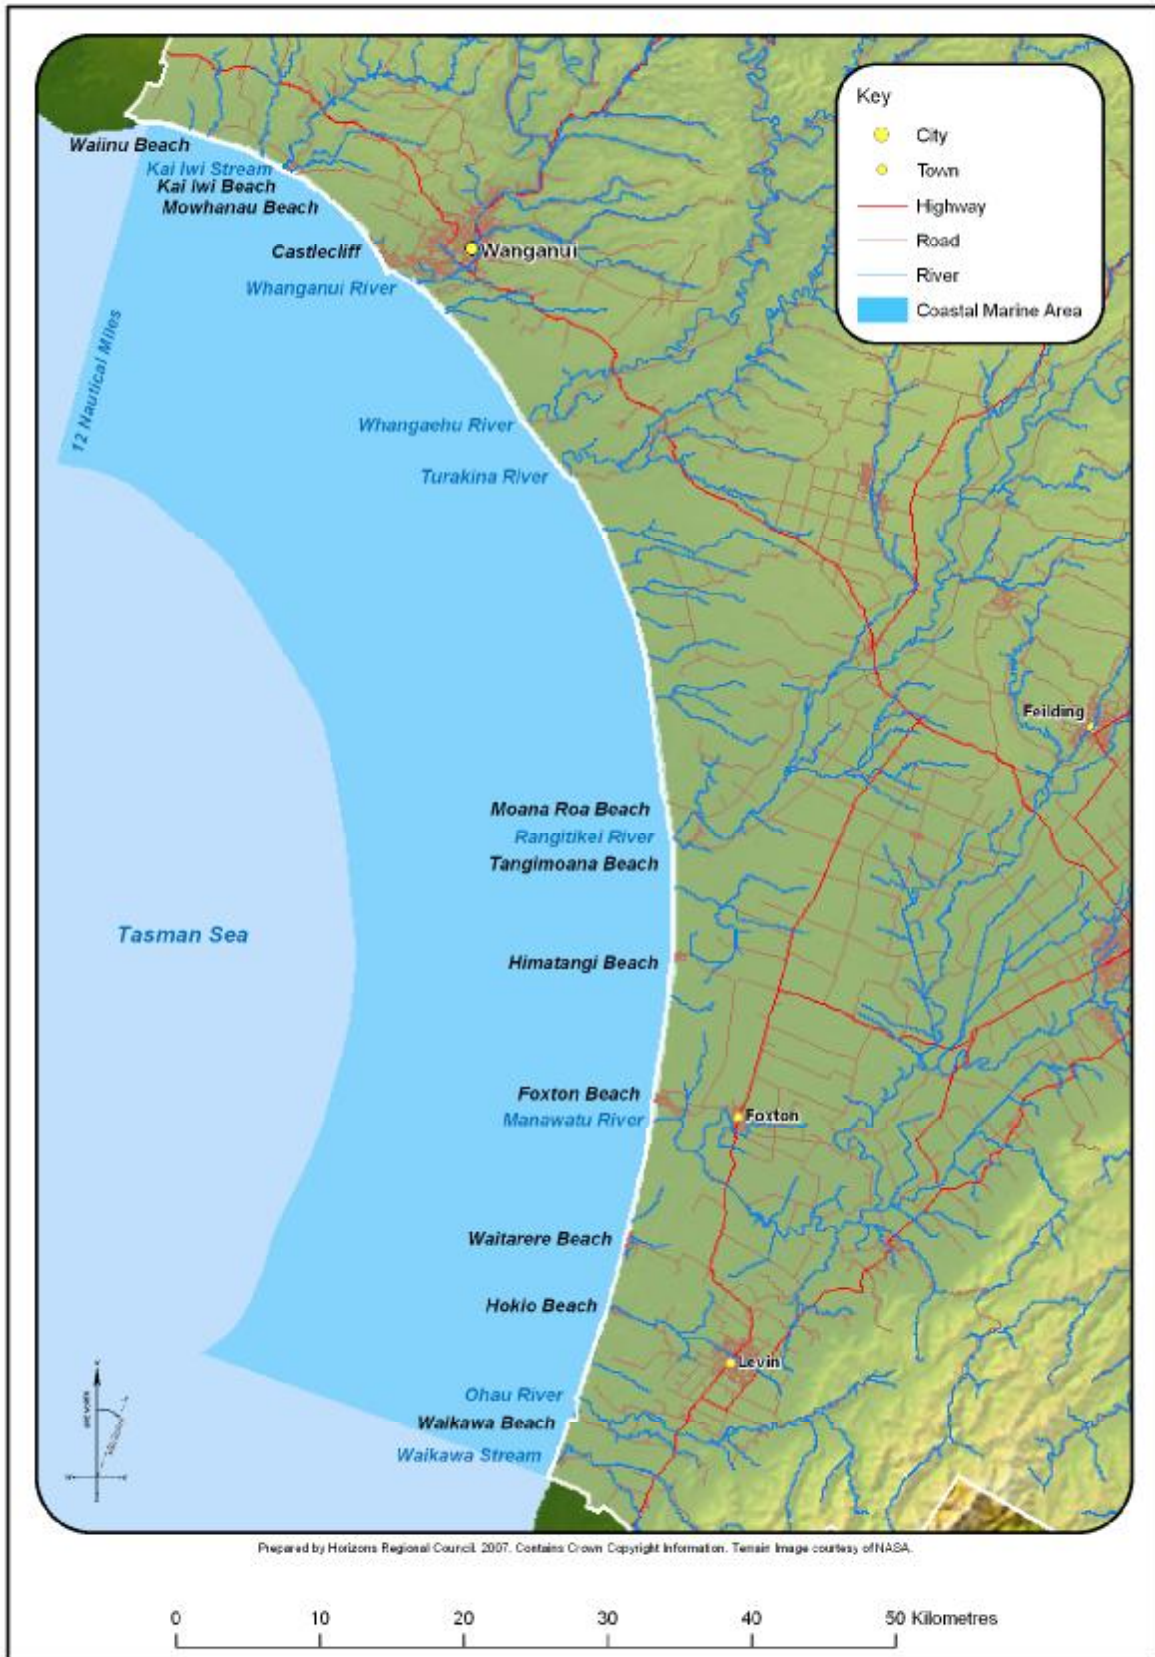 Key
City
Town
Highway
Road
River
Coastal Marine Area
Waiinu Beach
Kai Iwi Stream
Kai Iwi Beach
Mowhanau Beach
Castlecliff
Wanganui
Whanganui River
12 Nautical Miles
Whangaehu River
Turakina River
Feilding
Moana Roa Beach
Rangitikei River
Tangimoana Beach
Tasman Sea
Himatangi Beach
Foxton Beach
Manawatu River
Foxton
Waitarere Beach
Hokio Beach
Levin
Ohau River
Waikawa Beach
Waikawa Stream
Prepared by Horizons Regional Council. 2007. Contains Crown Copyright Information. Terrain Image courtesy of NASA.
0 10 20 30 40 50 Kilometres